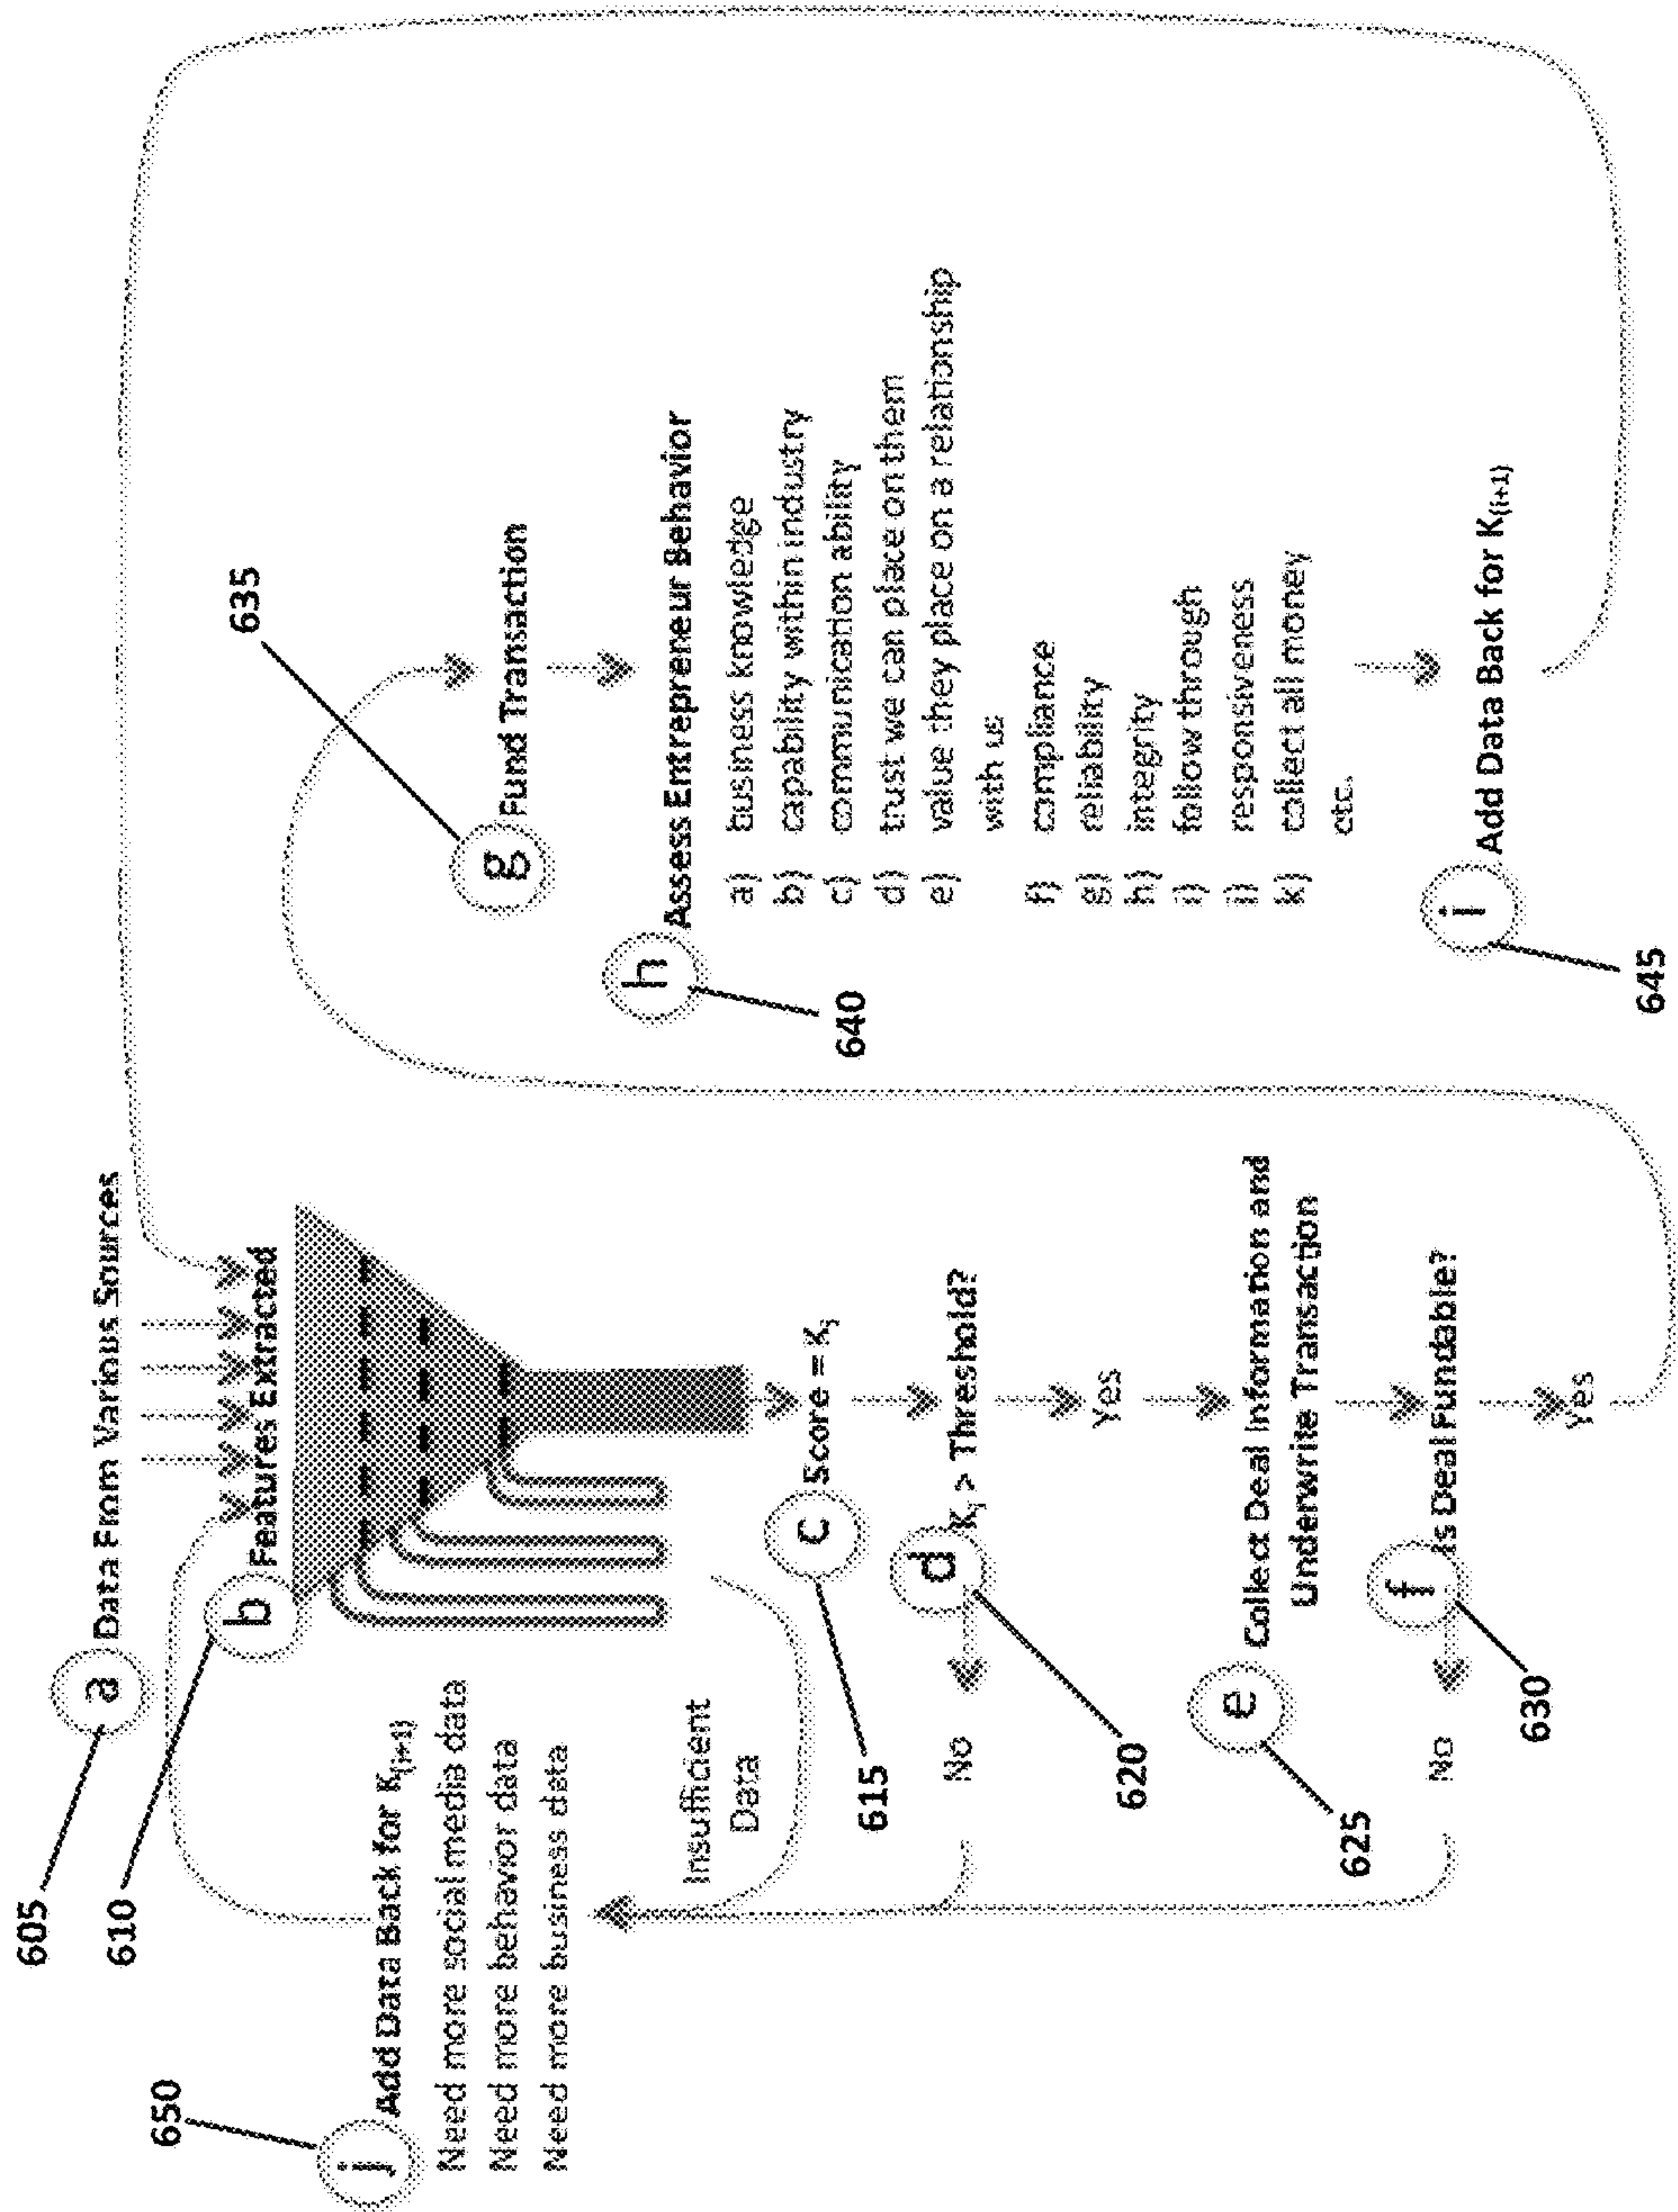 605
a Data From Various Sources
610
b Features Extracted
650
j Add Data Back for K(i+1)
Need more social media data
Need more behavior data
Need more business data
Insufficient
Data
615
c Score = Ki
620
d Ki > Threshold?
No
Yes
625
e Collect Deal Information and
Underwrite Transaction
630
f Is Deal Fundable?
No
Yes
635
g Fund Transaction
640
h Assess Entrepreneur Behavior
a) business knowledge
b) capability within industry
c) communication ability
d) trust we can place on them
e) value they place on a relationship
with us
f) compliance
g) reliability
h) integrity
i) follow through
j) responsiveness
k) collect all money
etc.
645
i Add Data Back for K(i+1)